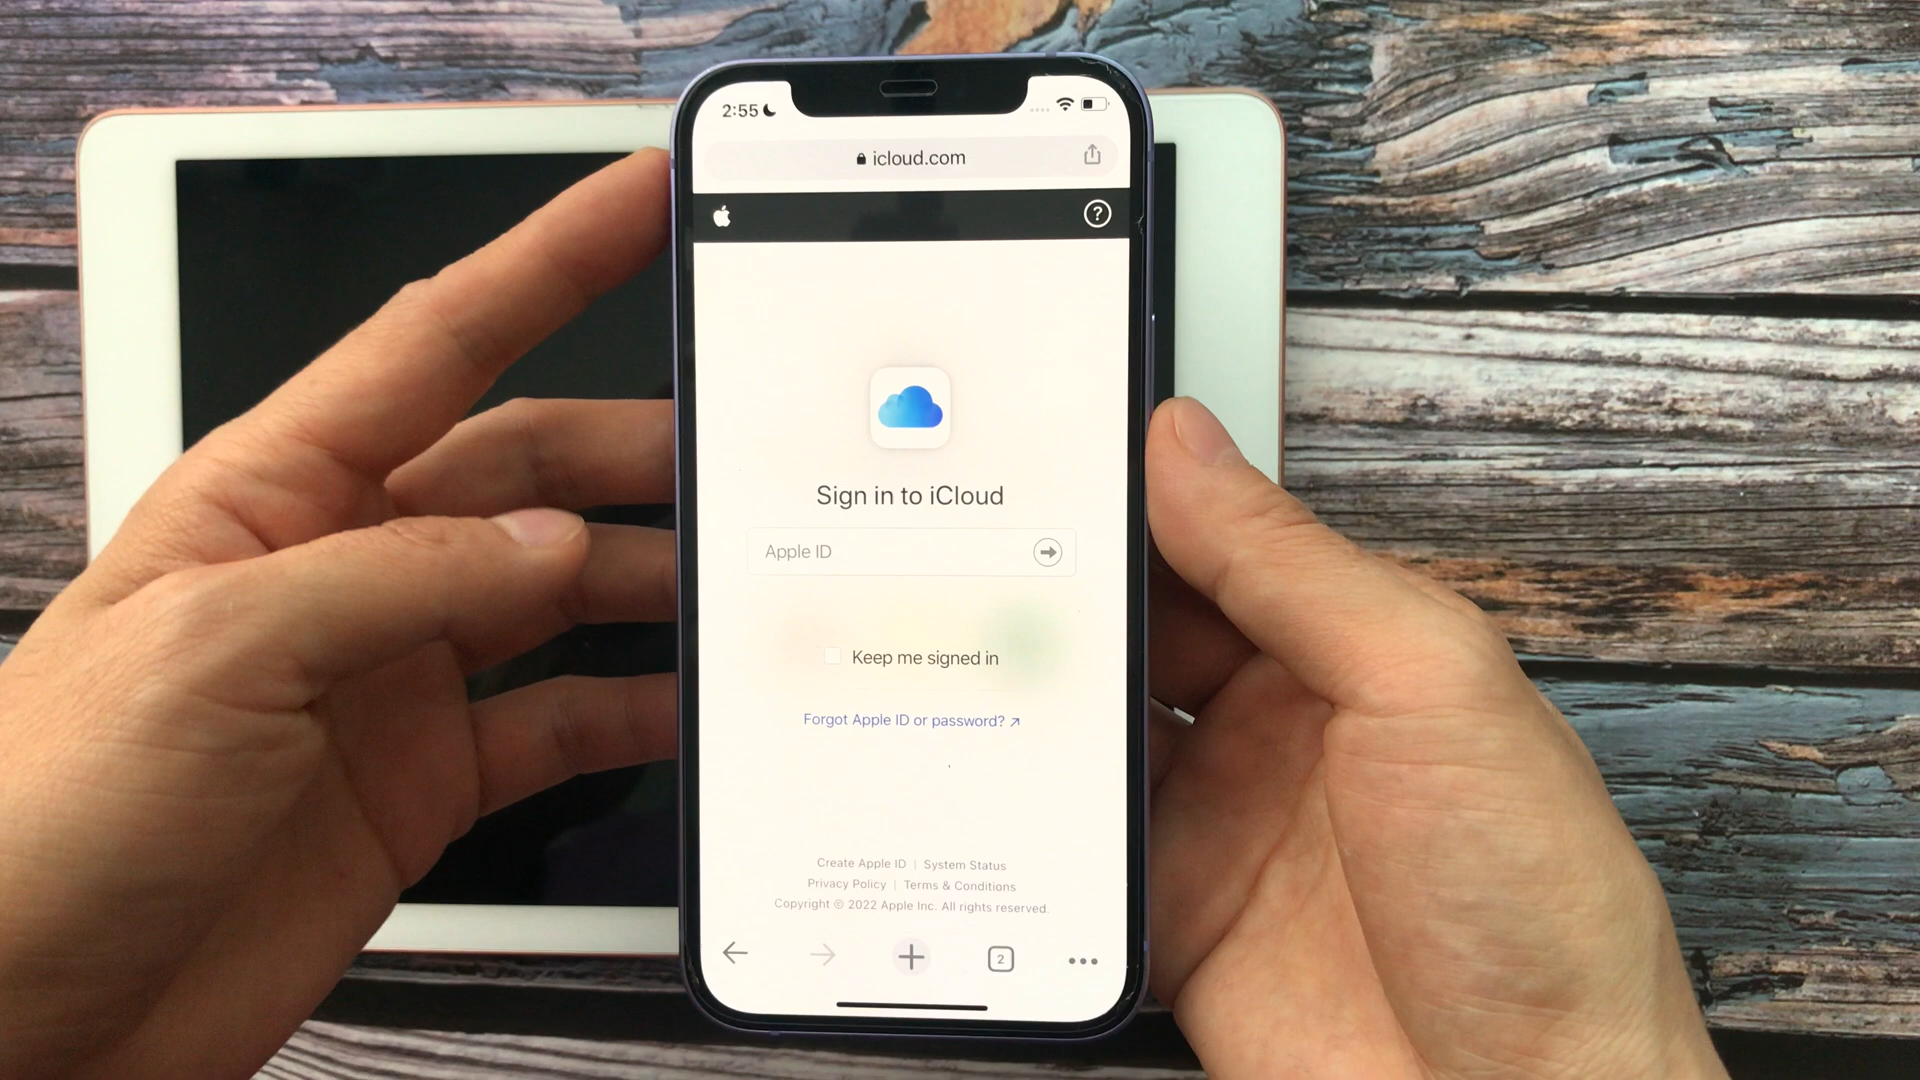 2:55
icloud.com
?
Sign in to iCloud
Apple ID
Keep me signed in
Forgot Apple ID or password? ↗
Create Apple ID | System Status
Privacy Policy | Terms & Conditions
Copyright © 2022 Apple Inc. All rights reserved.
2